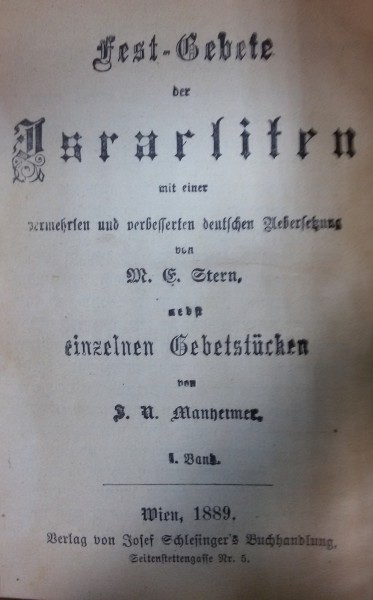 Fest-Gebete
der
Israeliten
mit einer
vermehrten und verbesserten deutschen Uebersetzung
von
M. E. Stern,
nebst
einzelnen Gebetstücken
von
J. N. Manheimer.
I. Band.
Wien, 1889.
Verlag von Josef Schlesinger's Buchhandlung,
Seitenstettengasse Nr. 5.